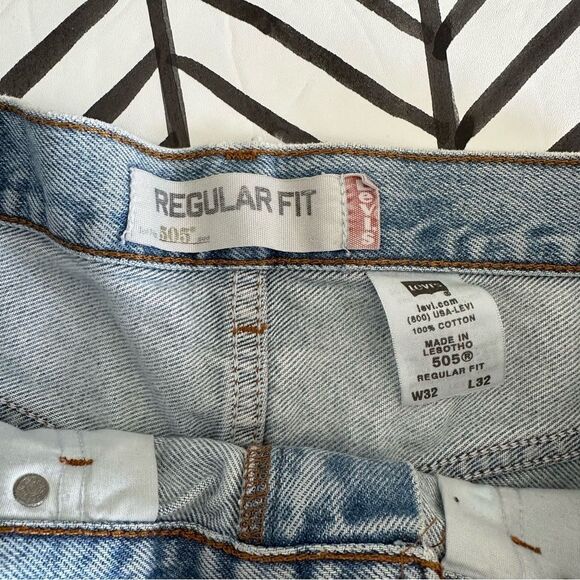 REGULAR FIT
505®
Levi's
Levi's
levi.com
(800) USA-LEVI
100% COTTON
MADE IN
LESOTHO
505®
REGULAR FIT
W32 L32